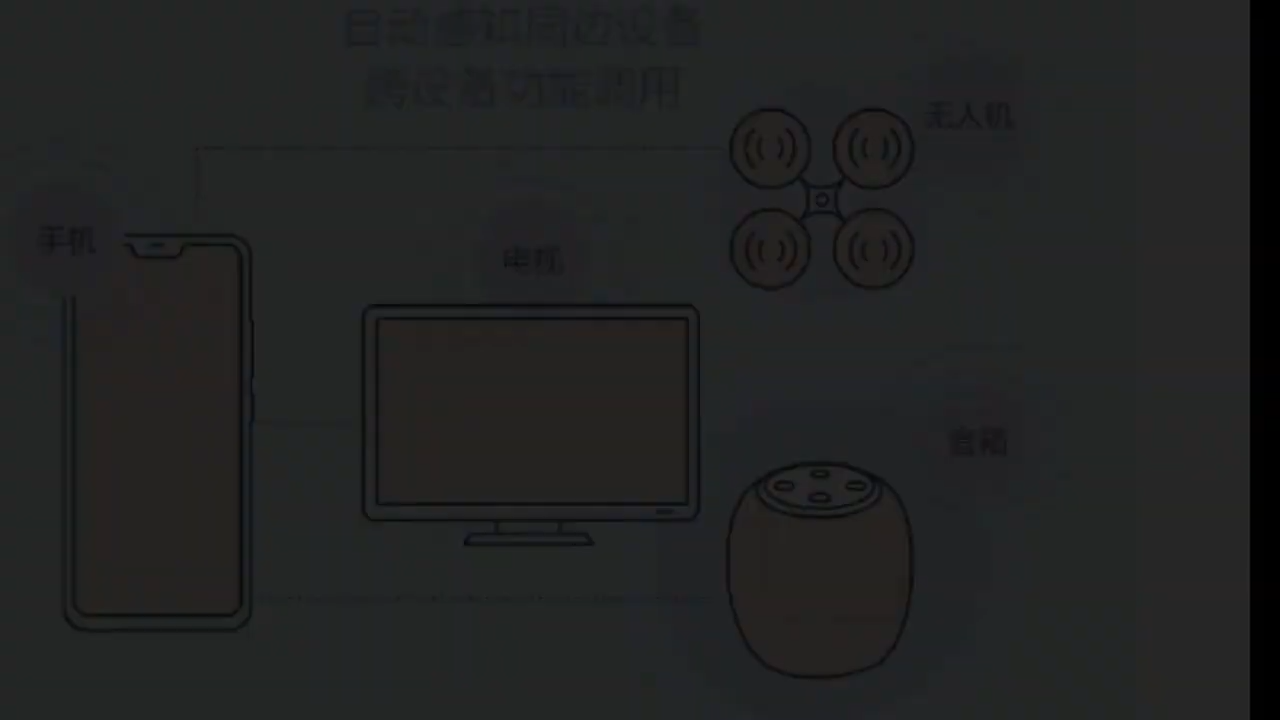 自动感知周边设备
跨设备功能调用
无人机
手机
电视
音箱